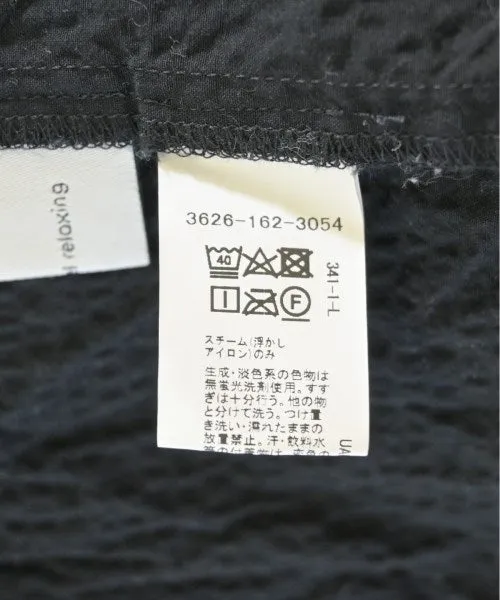 3626-162-3054
40
I F
341-I-L
スチーム(浮かし
アイロン)のみ
生成・淡色系の色物は
無蛍光洗剤使用。すす
ぎは十分行う。他の物
と分けて洗う。つけ置
き洗い・濡れたままの
放置禁止。汗・飲料水
relaxing
UA